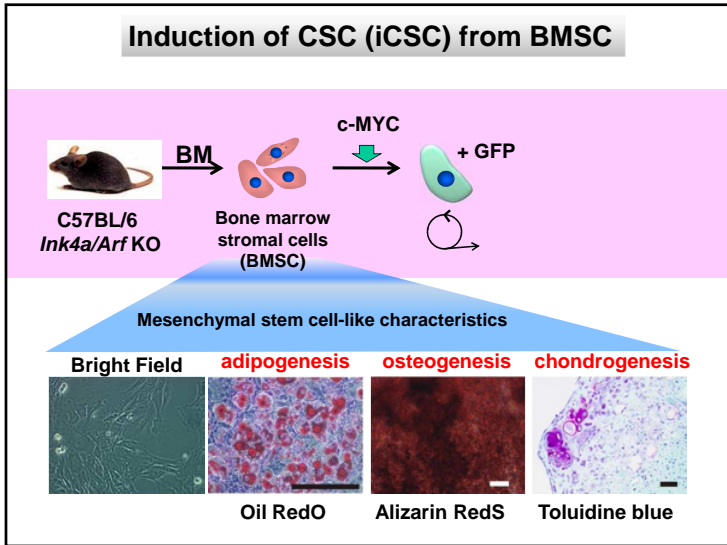 Induction of CSC (iCSC) from BMSC
c-MYC
BM
+ GFP
C57BL/6
Ink4a/Arf KO
Bone marrow
stromal cells
(BMSC)
Mesenchymal stem cell-like characteristics
Bright Field
adipogenesis
osteogenesis
chondrogenesis
Oil RedO
Alizarin RedS
Toluidine blue